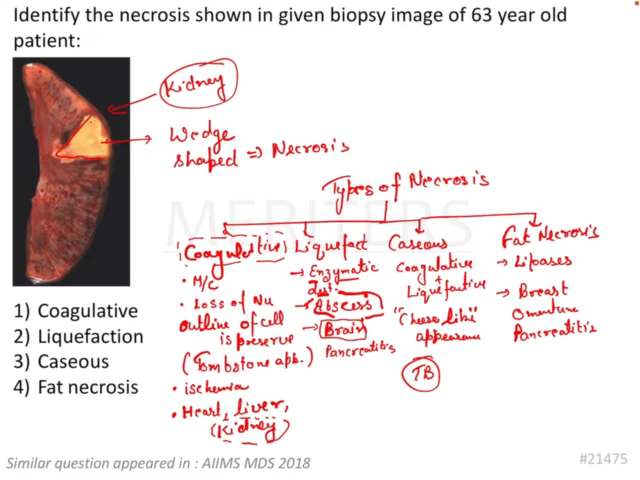 Identify the necrosis shown in given biopsy image of 63 year old
patient:
Kidney
Wedge
shaped ⇒ Necrosis
Types of Necrosis
MERITERS
Coagulative
• M/C
• Loss of Nu
outline of cell
is preserve
(Tombstone app.)
• ischemia
• Heart, liver,
(Kidney)
Liquefact
→ Enzymatic
→ Abscess
→ Brain
Pancreatitis
Caseous
Coagulative
+
Liquefactive
"Cheese like"
appearance
TB
Fat Necrosis
→ Lipases
→ Breast
Omentum
Pancreatitis
1) Coagulative
2) Liquefaction
3) Caseous
4) Fat necrosis
Similar question appeared in : AIIMS MDS 2018
#21475